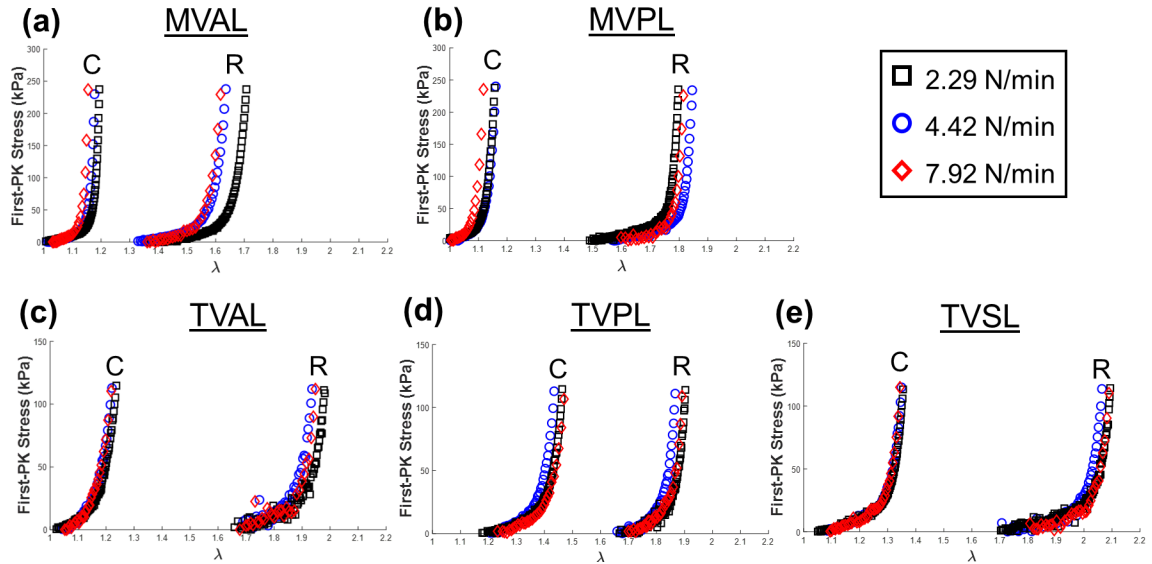 (a)
MVAL
(b)
MVPL
First-PK Stress (kPa)
300
250
200
150
100
50
0
C
R
1 1.1 1.2 1.3 1.4 1.5 1.6 1.7 1.8 1.9 2 2.1 2.2
λ
First-PK Stress (kPa)
300
250
200
150
100
50
0
C
R
1 1.1 1.2 1.3 1.4 1.5 1.6 1.7 1.8 1.9 2 2.1 2.2
λ
2.29 N/min
4.42 N/min
7.92 N/min
(c)
TVAL
(d)
TVPL
(e)
TVSL
First-PK Stress (kPa)
150
100
50
0
C
R
1 1.1 1.2 1.3 1.4 1.5 1.6 1.7 1.8 1.9 2 2.1 2.2
λ
First-PK Stress (kPa)
150
100
50
0
C
R
1 1.1 1.2 1.3 1.4 1.5 1.6 1.7 1.8 1.9 2 2.1 2.2
λ
First-PK Stress (kPa)
150
100
50
0
C
R
1 1.1 1.2 1.3 1.4 1.5 1.6 1.7 1.8 1.9 2 2.1 2.2
λ